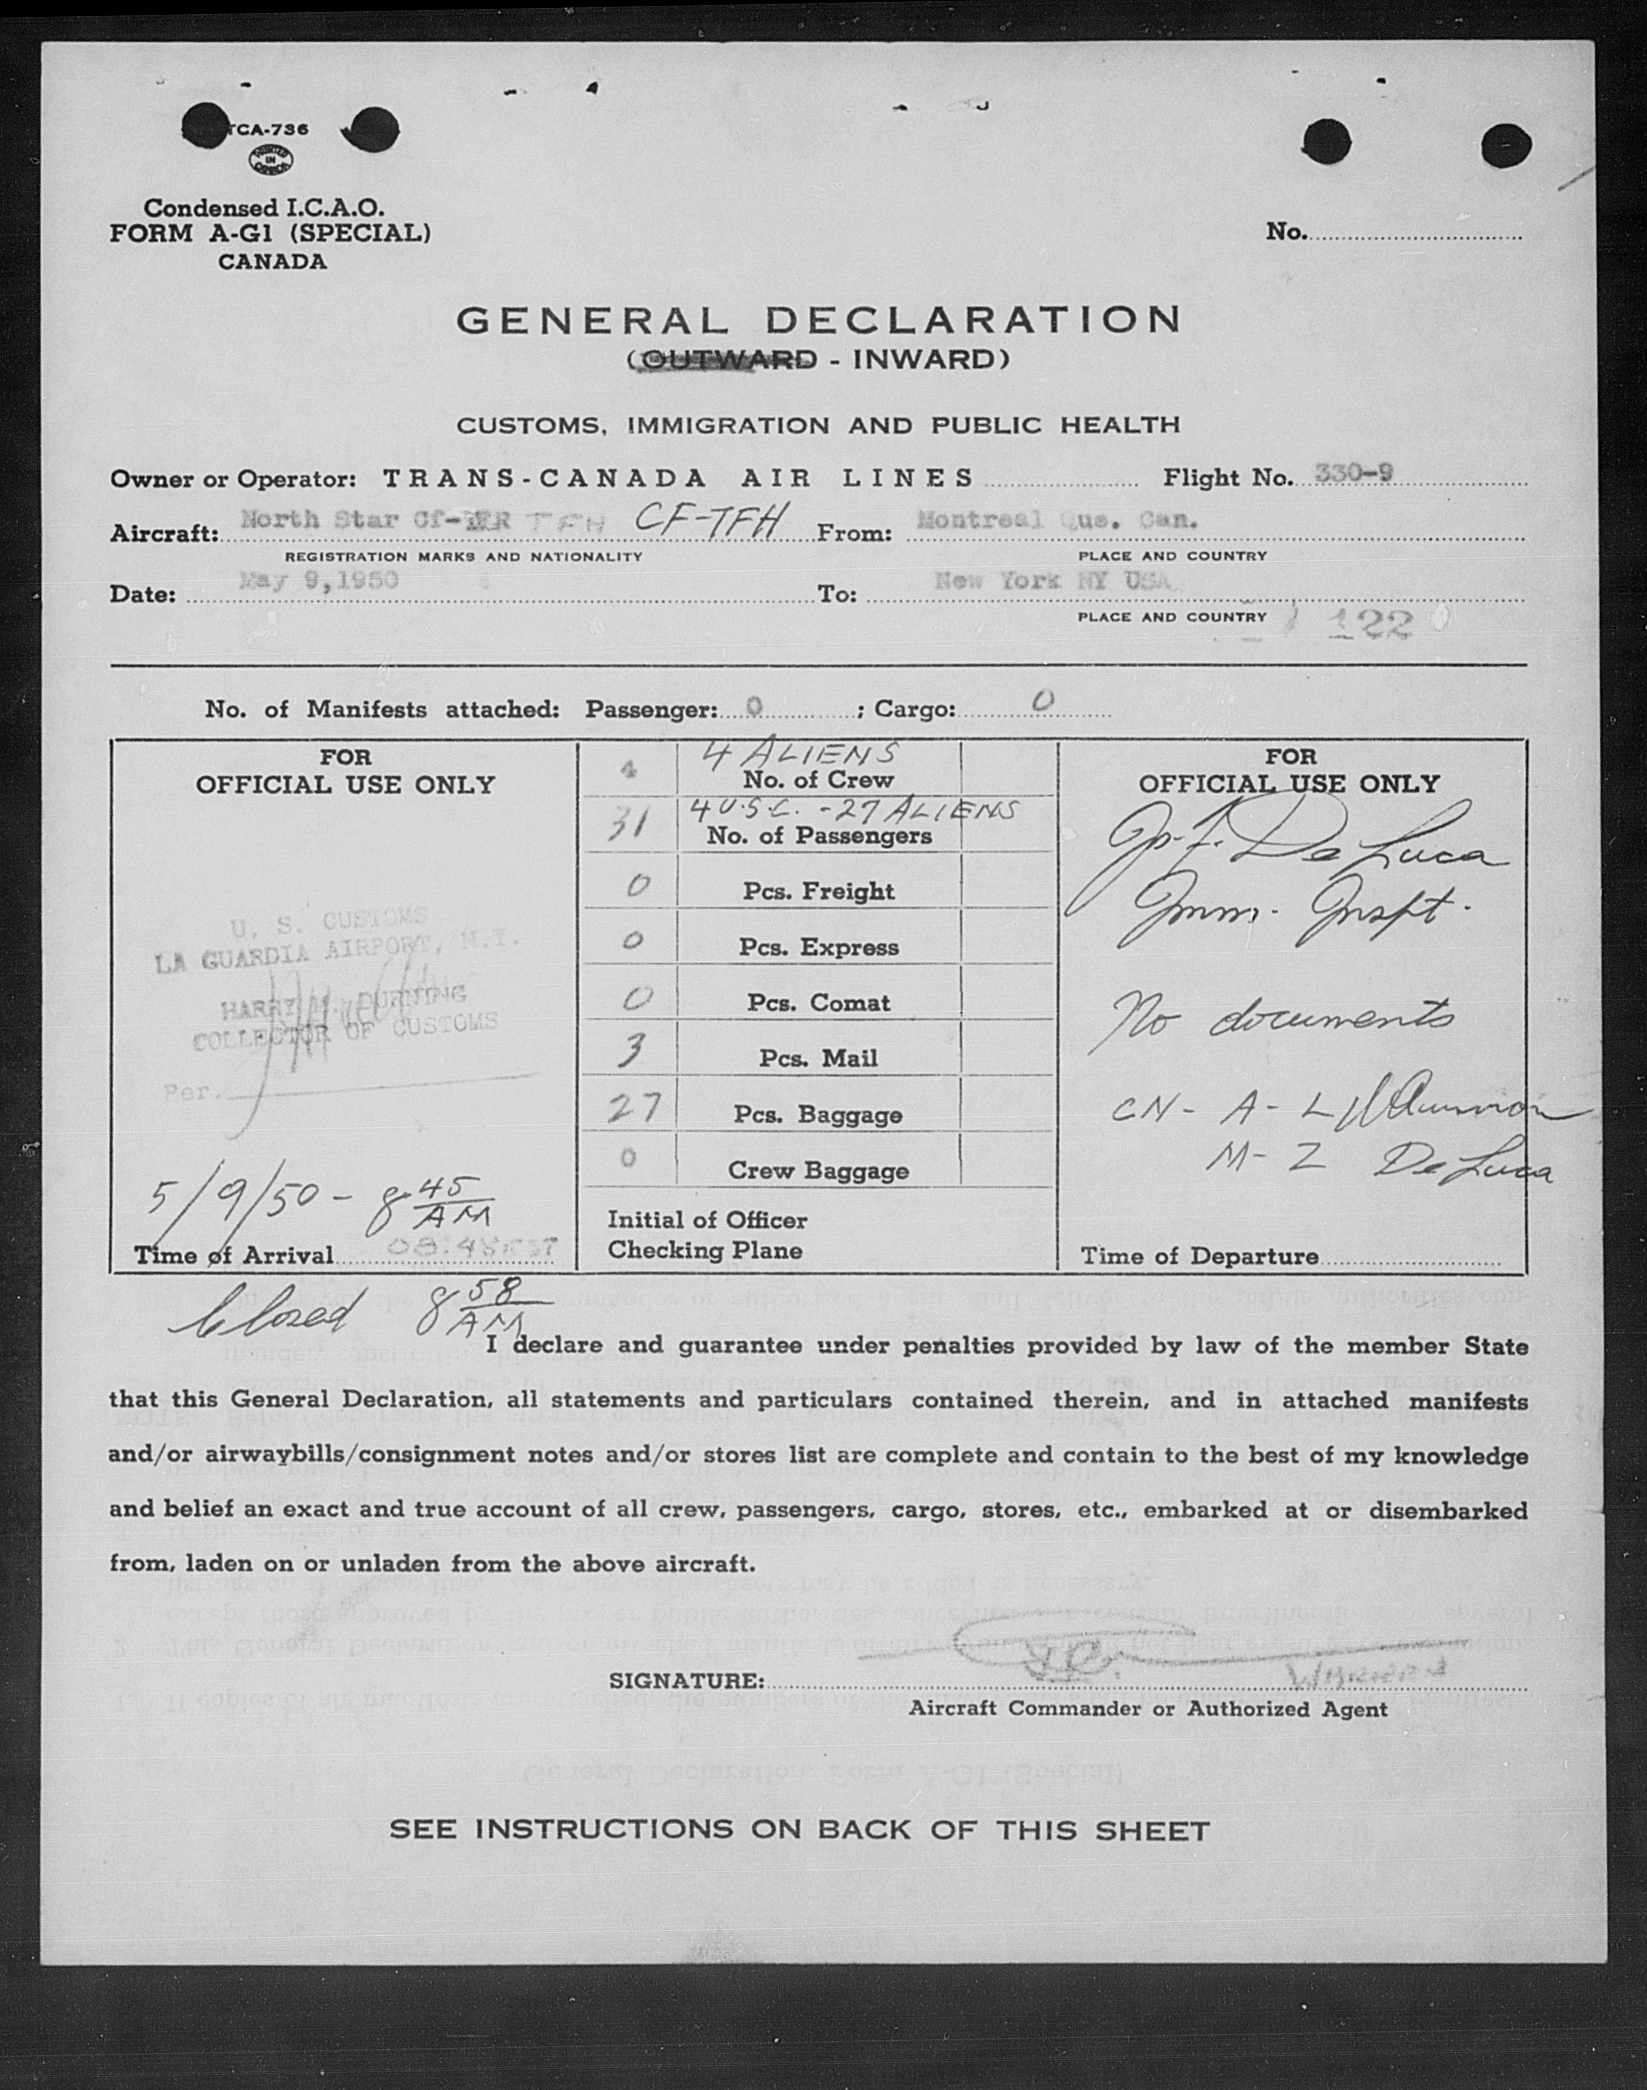 TCA-736
PRINTED IN CANADA
Condensed I.C.A.O.
FORM A-G1 (SPECIAL)
CANADA
No.
GENERAL DECLARATION
(OUTWARD - INWARD)
CUSTOMS, IMMIGRATION AND PUBLIC HEALTH
Owner or Operator: TRANS-CANADA AIR LINES Flight No. 330-9
Aircraft: North Star Cf- TFH CF-TFH From: Montreal Que. Can.
REGISTRATION MARKS AND NATIONALITY PLACE AND COUNTRY
Date: May 9,1950 To: New York NY USA
PLACE AND COUNTRY 122
No. of Manifests attached: Passenger: 0 ; Cargo: 0
FOR
OFFICIAL USE ONLY
U. S. CUSTOMS
LA GUARDIA AIRPORT, N.Y.
HARRY M. DURNING
COLLECTOR OF CUSTOMS
Per.
5/9/50 - 8 45 AM
Time of Arrival
4 4 ALIENS
No. of Crew
31 4 U.S.C. - 27 ALIENS
No. of Passengers
0 Pcs. Freight
0 Pcs. Express
0 Pcs. Comat
3 Pcs. Mail
27 Pcs. Baggage
0 Crew Baggage
Initial of Officer
Checking Plane
FOR
OFFICIAL USE ONLY
De Luca
Imm. Inspt.
No documents
CN - A - L
M - Z De Luca
Time of Departure
Closed 8 58 AM
I declare and guarantee under penalties provided by law of the member State
that this General Declaration, all statements and particulars contained therein, and in attached manifests
and/or airwaybills/consignment notes and/or stores list are complete and contain to the best of my knowledge
and belief an exact and true account of all crew, passengers, cargo, stores, etc., embarked at or disembarked
from, laden on or unladen from the above aircraft.
SIGNATURE:
Aircraft Commander or Authorized Agent
SEE INSTRUCTIONS ON BACK OF THIS SHEET